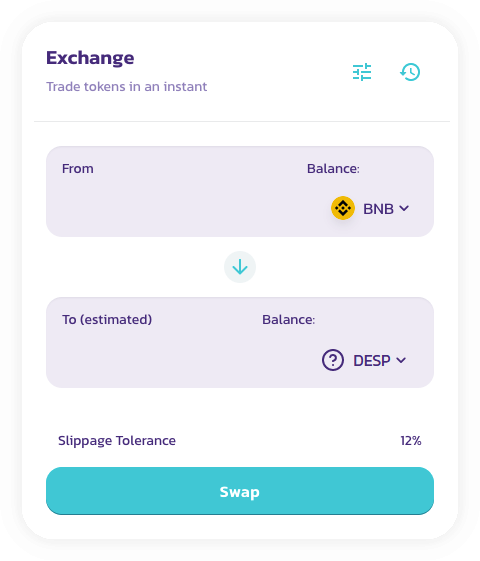 Exchange
Trade tokens in an instant
From Balance:
BNB
To (estimated) Balance:
DESP
Slippage Tolerance 12%
Swap